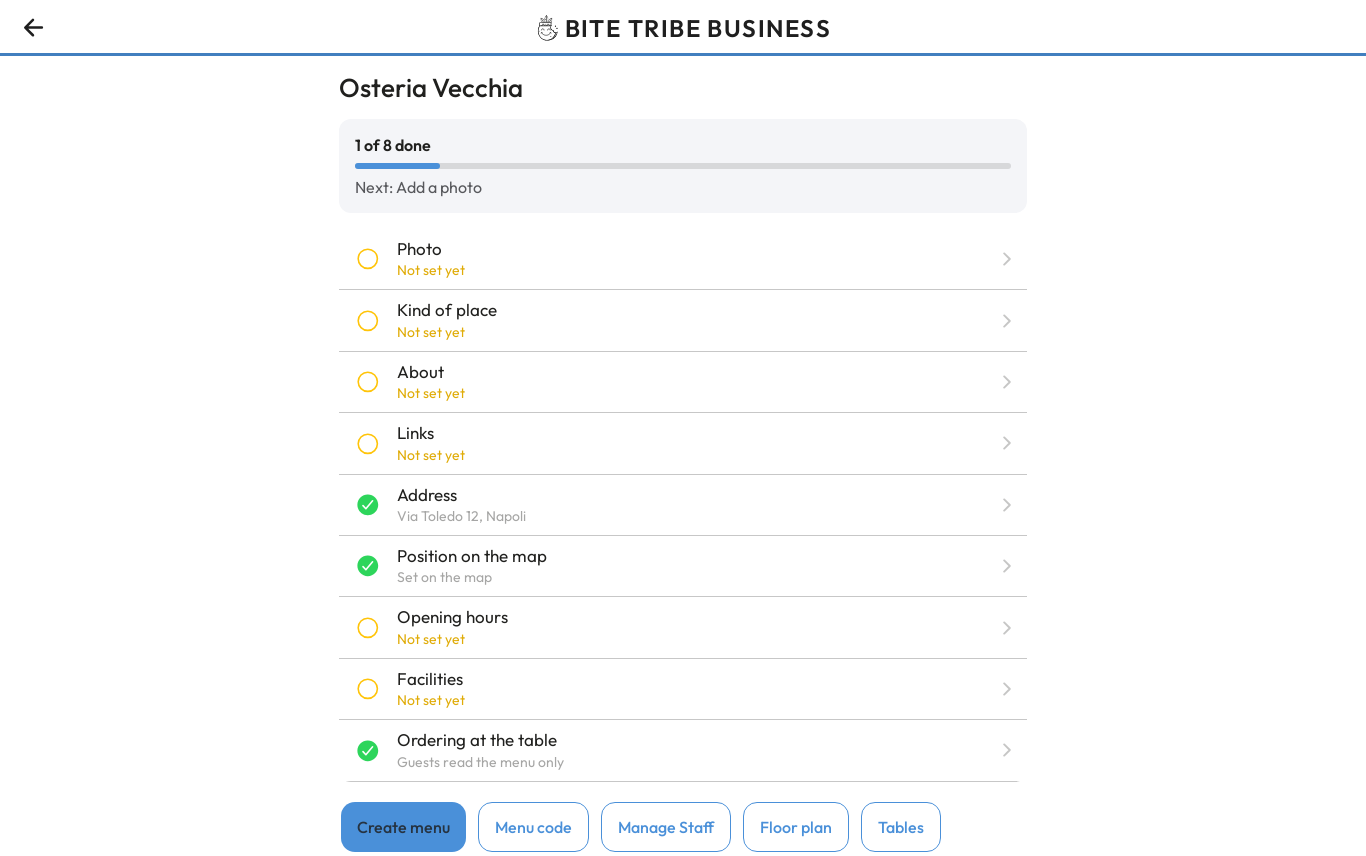 BITE TRIBE BUSINESS
Osteria Vecchia
1 of 8 done
Next: Add a photo
Photo
Not set yet
Kind of place
Not set yet
About
Not set yet
Links
Not set yet
Address
Via Toledo 12, Napoli
Position on the map
Set on the map
Opening hours
Not set yet
Facilities
Not set yet
Ordering at the table
Guests read the menu only
Create menu
Menu code
Manage Staff
Floor plan
Tables